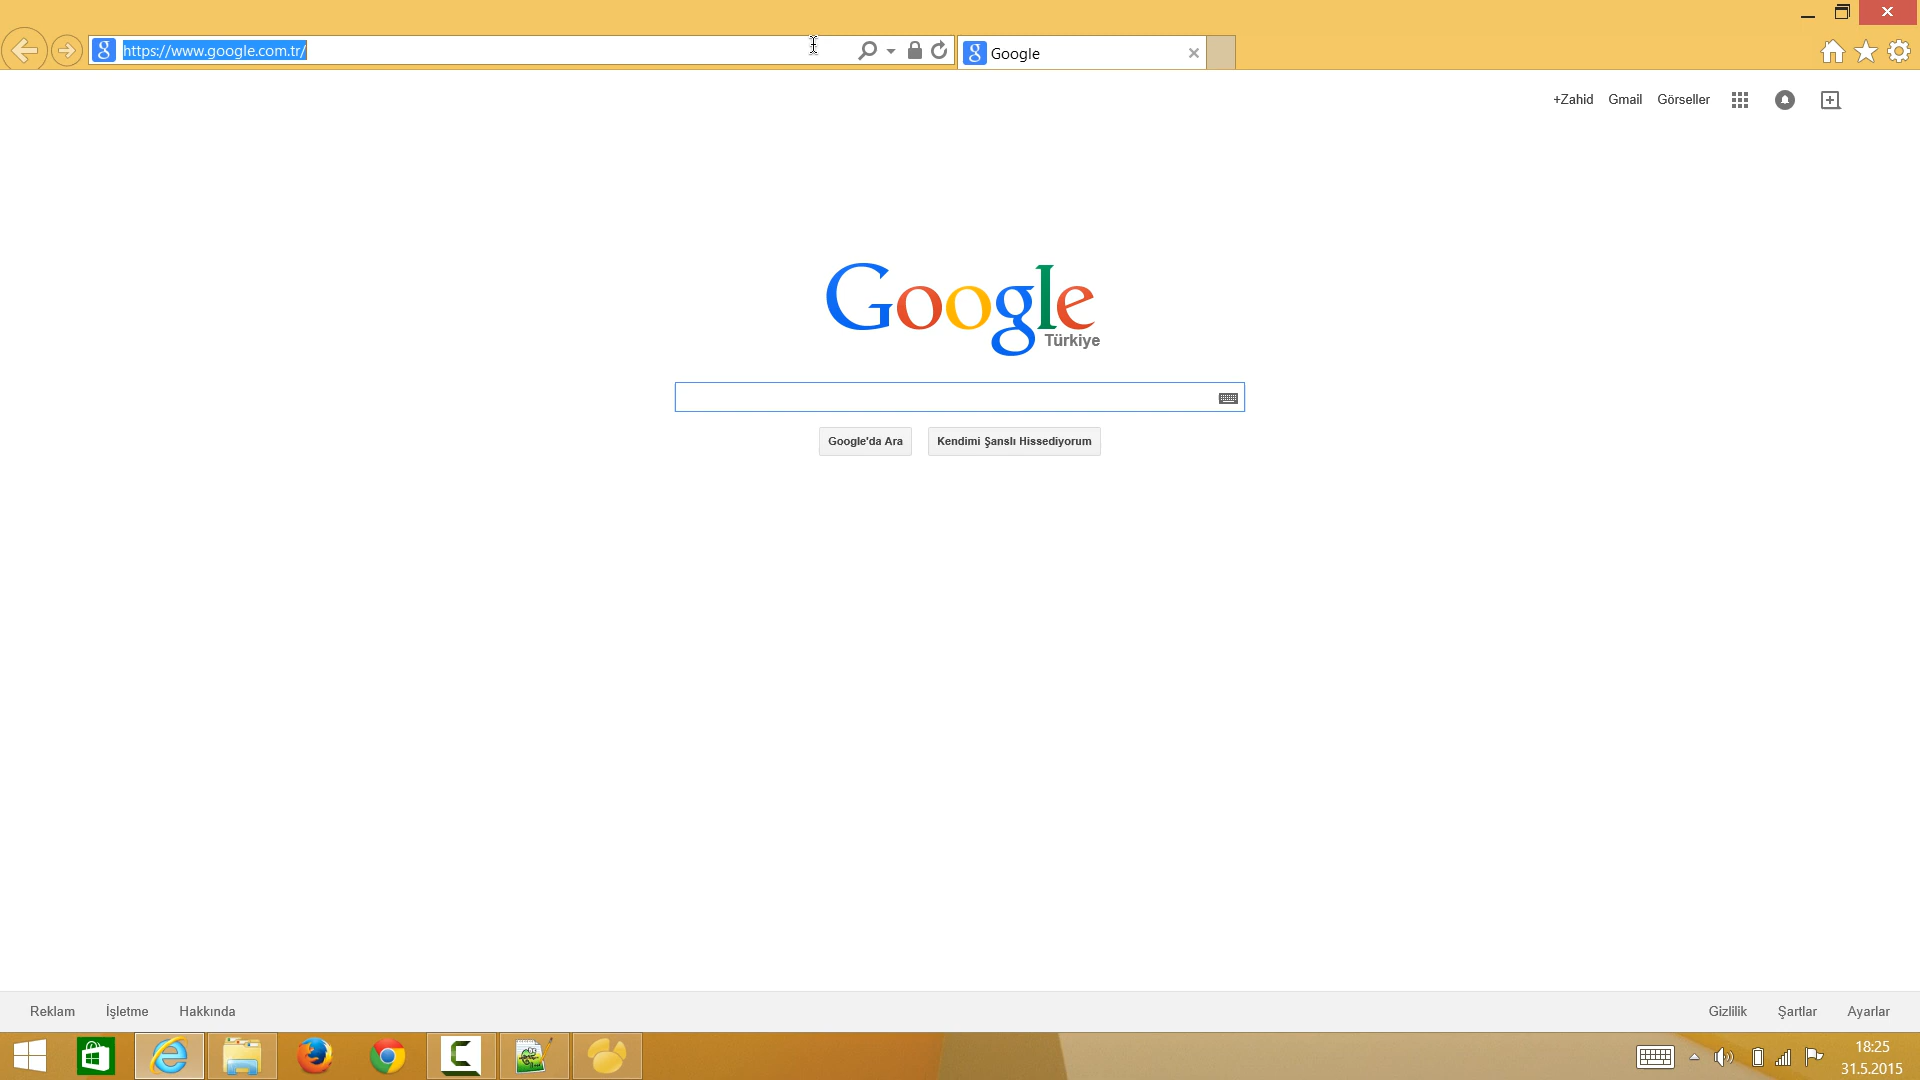 https://www.google.com.tr/
Google
+Zahid Gmail Görseller
Google
Türkiye
Google'da Ara Kendimi Şanslı Hissediyorum
Reklam İşletme Hakkında Gizlilik Şartlar Ayarlar
18:25
31.5.2015